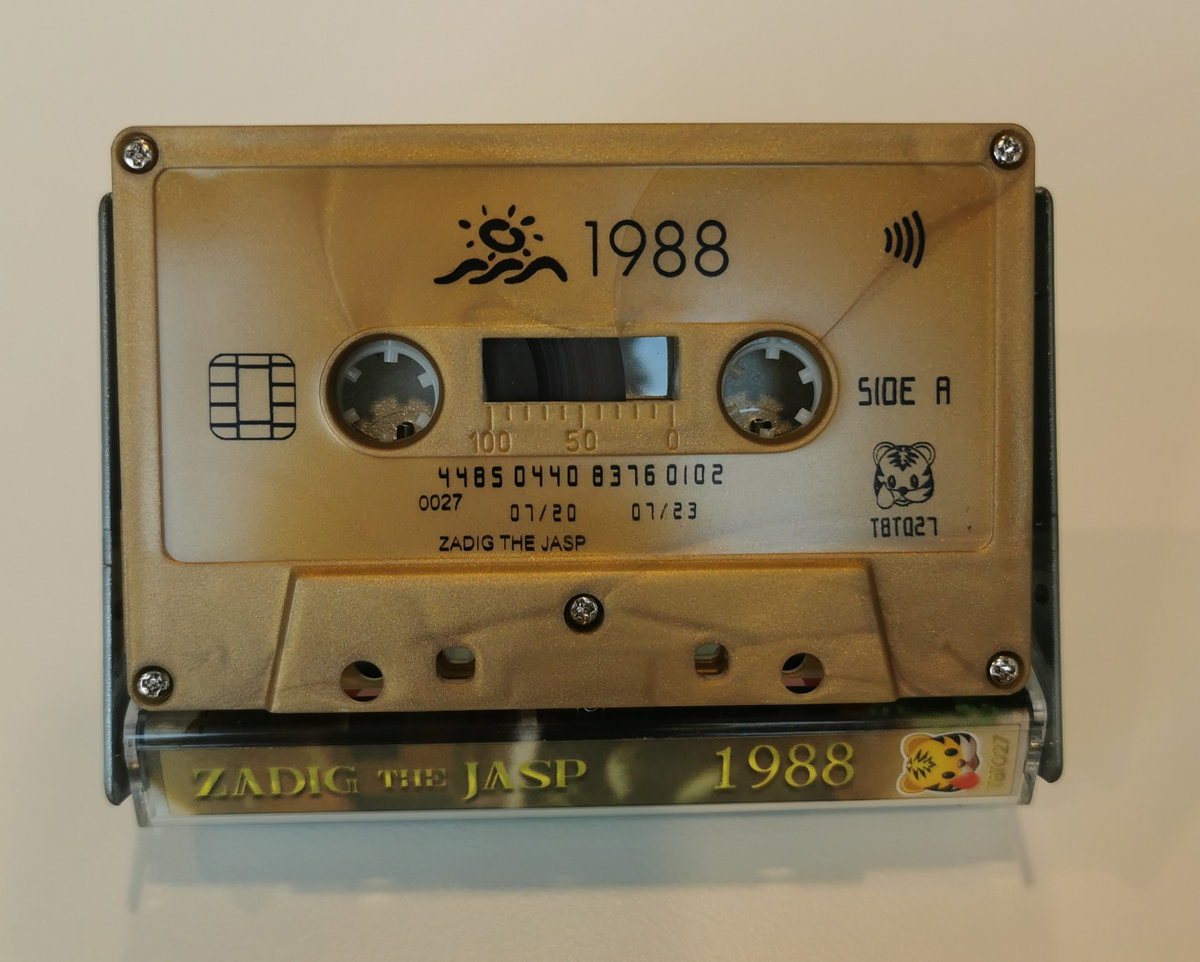 1988
SIDE A
100 50 0
4485 0440 8376 0102
0027 07/20 07/23
TBT027
ZADIG THE JASP
ZADIG THE JASP 1988 TBT027